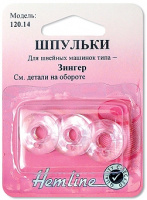 Модель:
120.14
ШПУЛЬКИ
Для швейных машинок типа –
Зингер
См. детали на обороте
Hemline